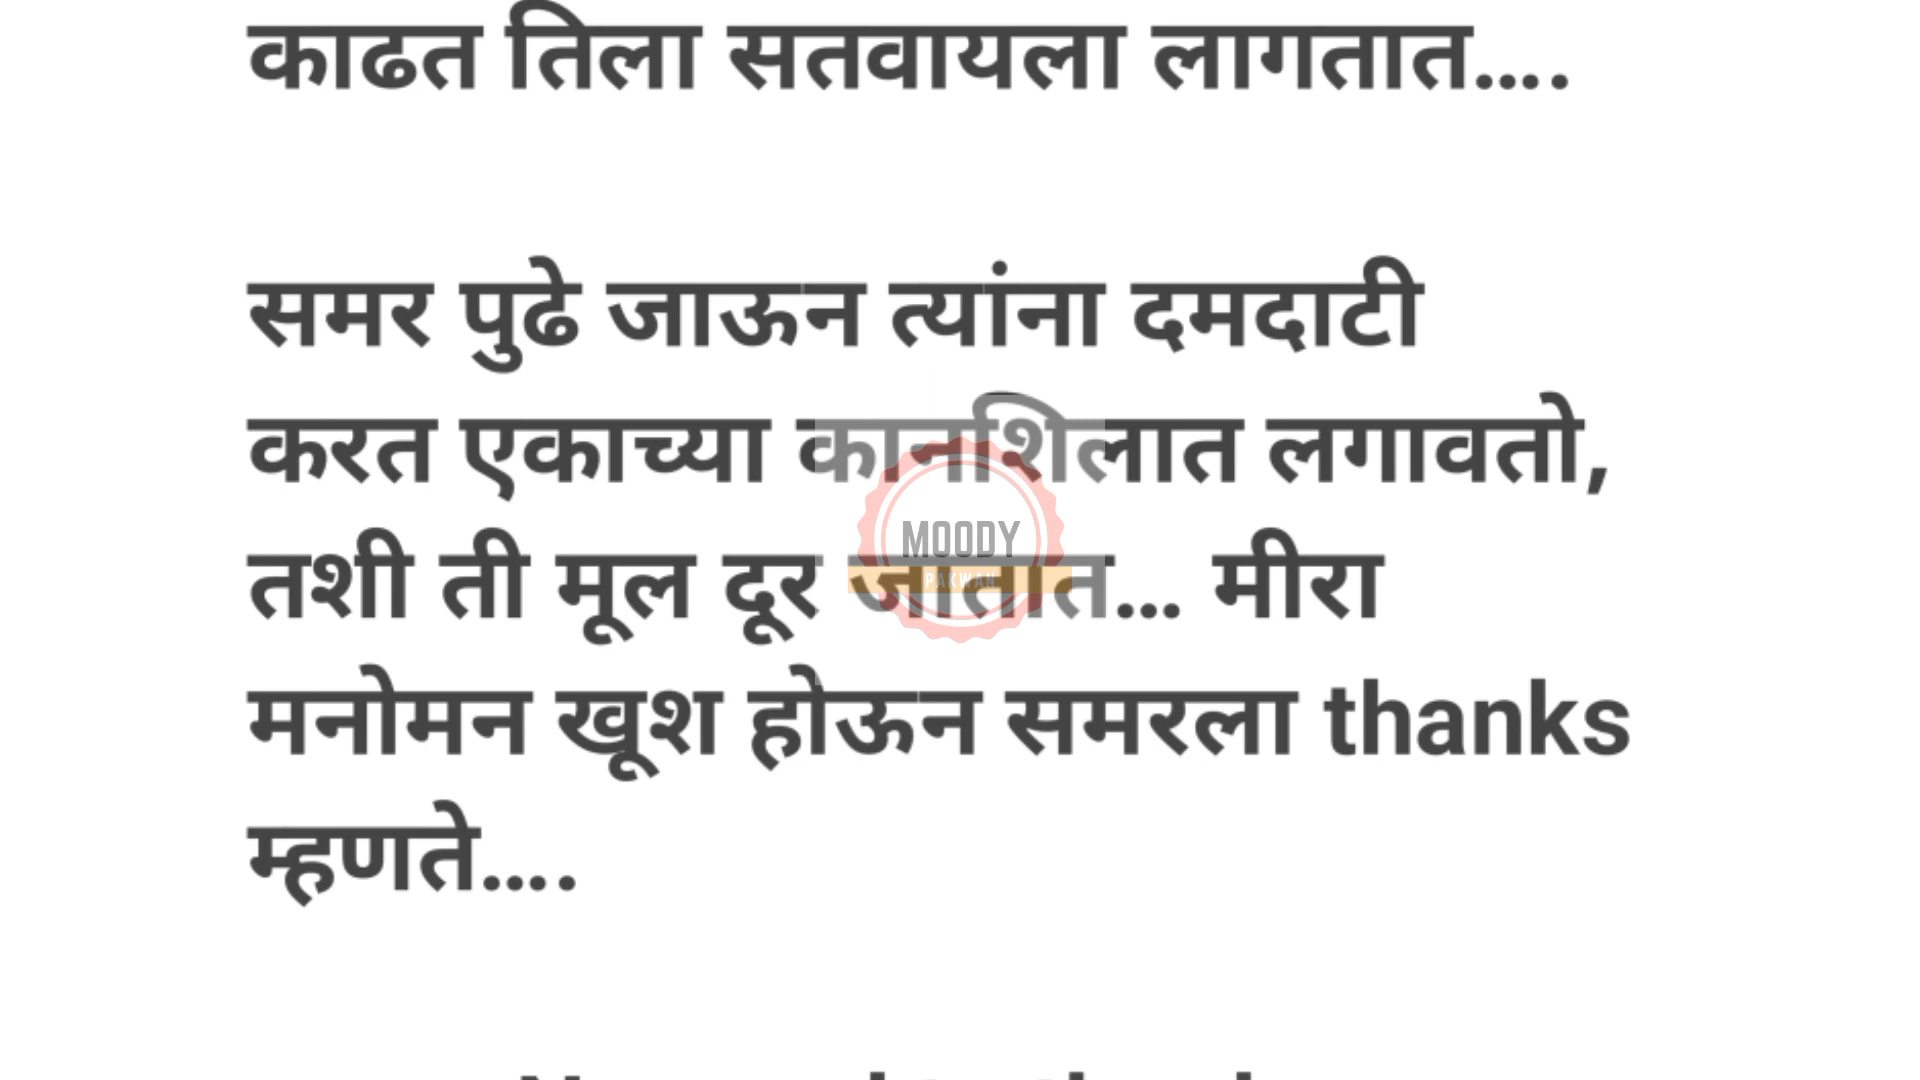 काढत तिला सतवायला लागतात....
समर पुढे जाऊन त्यांना दमदाटी
करत एकाच्या कानशिलात लगावतो,
तशी ती मूल दूर जातात... मीरा
MOODY
PAKWAN
मनोमन खूश होऊन समरला thanks
म्हणते....